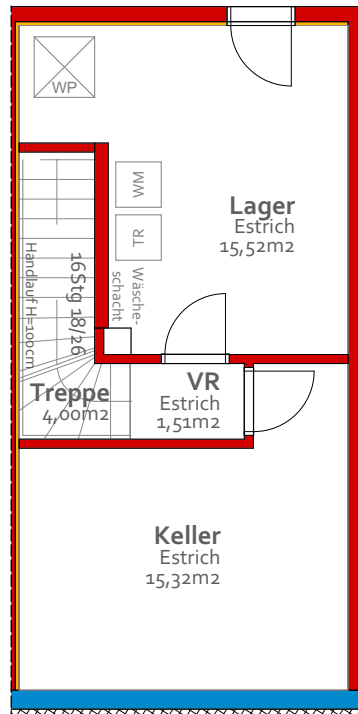 WP
WM
TR
Lager
Estrich
15,52m2
Wäsche-
schacht
16Stg 18/26
Handlauf H=100cm
Treppe
4,00m2
VR
Estrich
1,51m2
Keller
Estrich
15,32m2